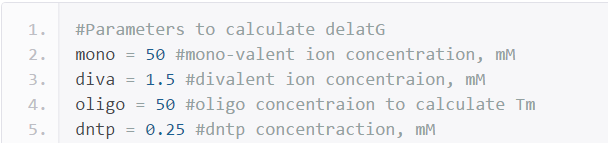 1. #Parameters to calculate delatG
2. mono = 50 #mono-valent ion concentration, mM
3. diva = 1.5 #divalent ion concentraion, mM
4. oligo = 50 #oligo concentraion to calculate Tm
5. dntp = 0.25 #dntp concentraction, mM